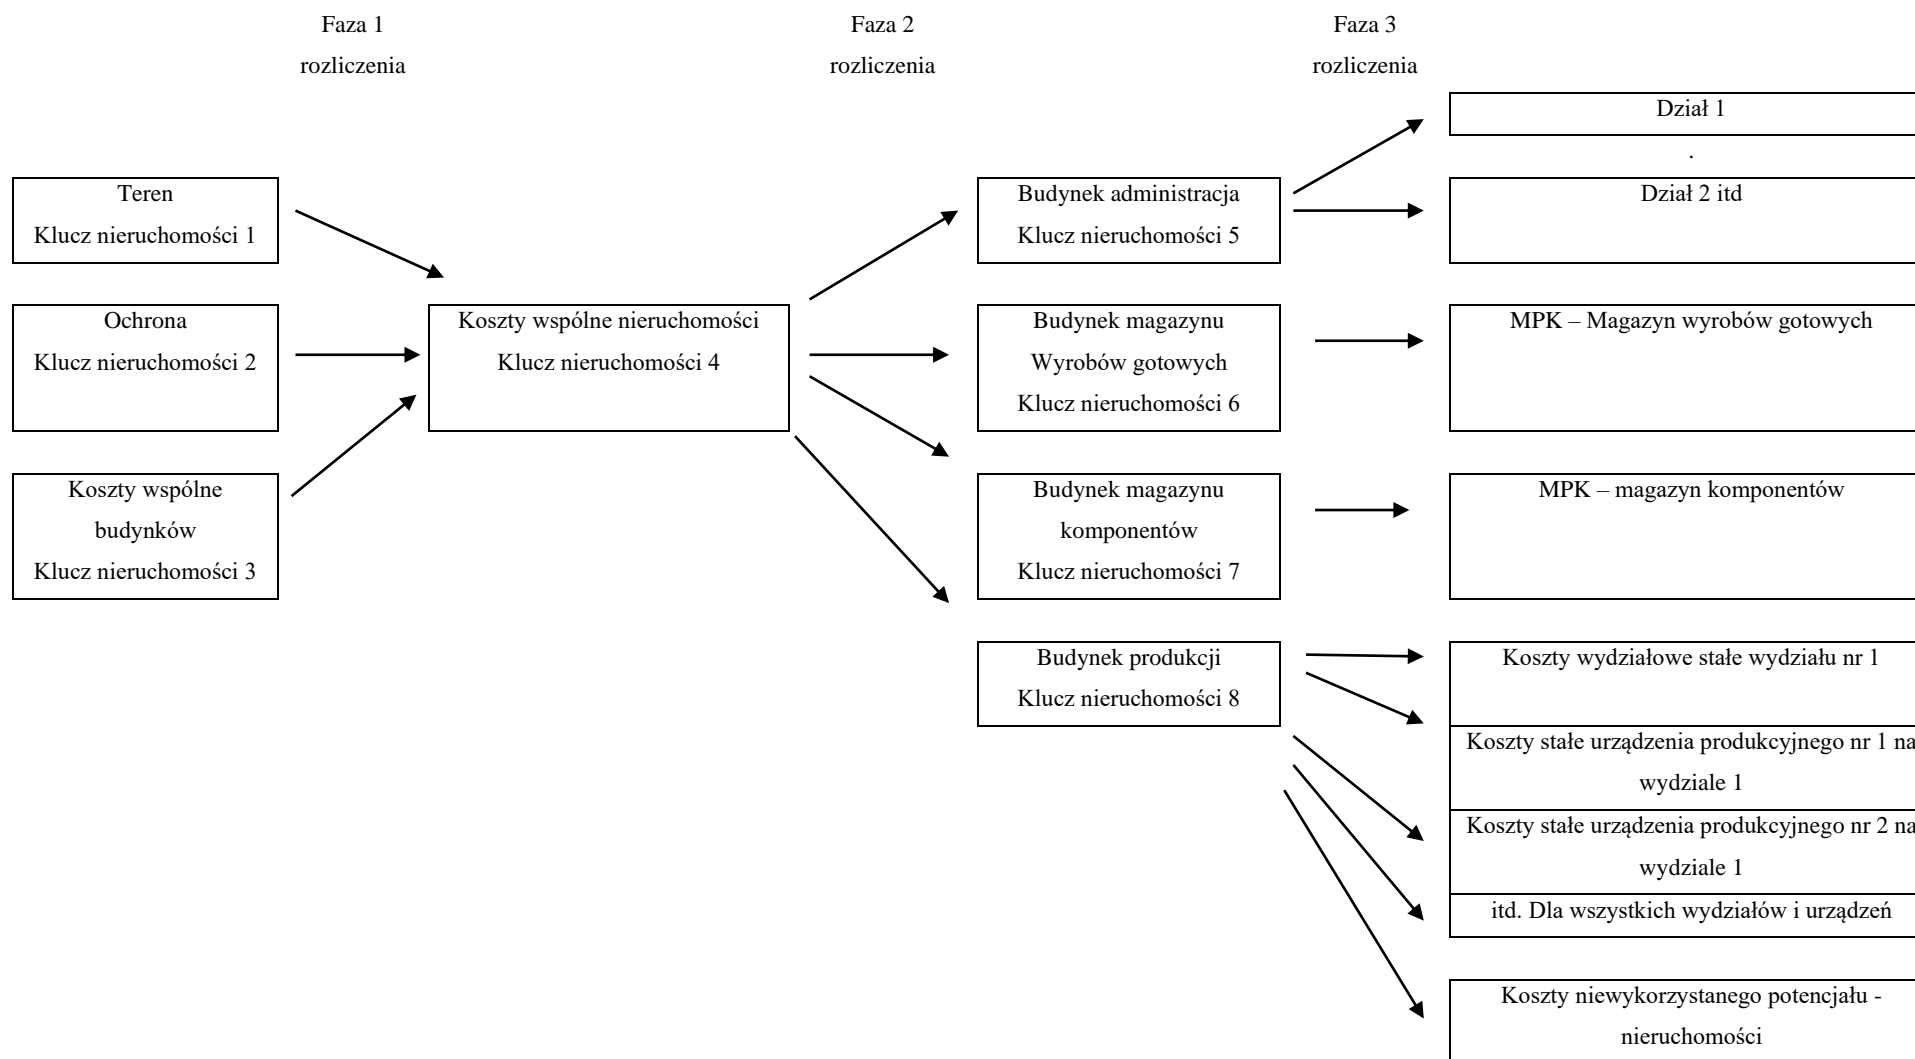 Faza 1
rozliczenia
Faza 2
rozliczenia
Faza 3
rozliczenia
Teren
Klucz nieruchomości 1
Ochrona
Klucz nieruchomości 2
Koszty wspólne
budynków
Klucz nieruchomości 3
Koszty wspólne nieruchomości
Klucz nieruchomości 4
Budynek administracja
Klucz nieruchomości 5
Budynek magazynu
Wyrobów gotowych
Klucz nieruchomości 6
Budynek magazynu
komponentów
Klucz nieruchomości 7
Budynek produkcji
Klucz nieruchomości 8
Dział 1
.
Dział 2 itd
MPK – Magazyn wyrobów gotowych
MPK – magazyn komponentów
Koszty wydziałowe stałe wydziału nr 1
Koszty stałe urządzenia produkcyjnego nr 1 na
wydziale 1
Koszty stałe urządzenia produkcyjnego nr 2 na
wydziale 1
itd. Dla wszystkich wydziałów i urządzeń
Koszty niewykorzystanego potencjału -
nieruchomości